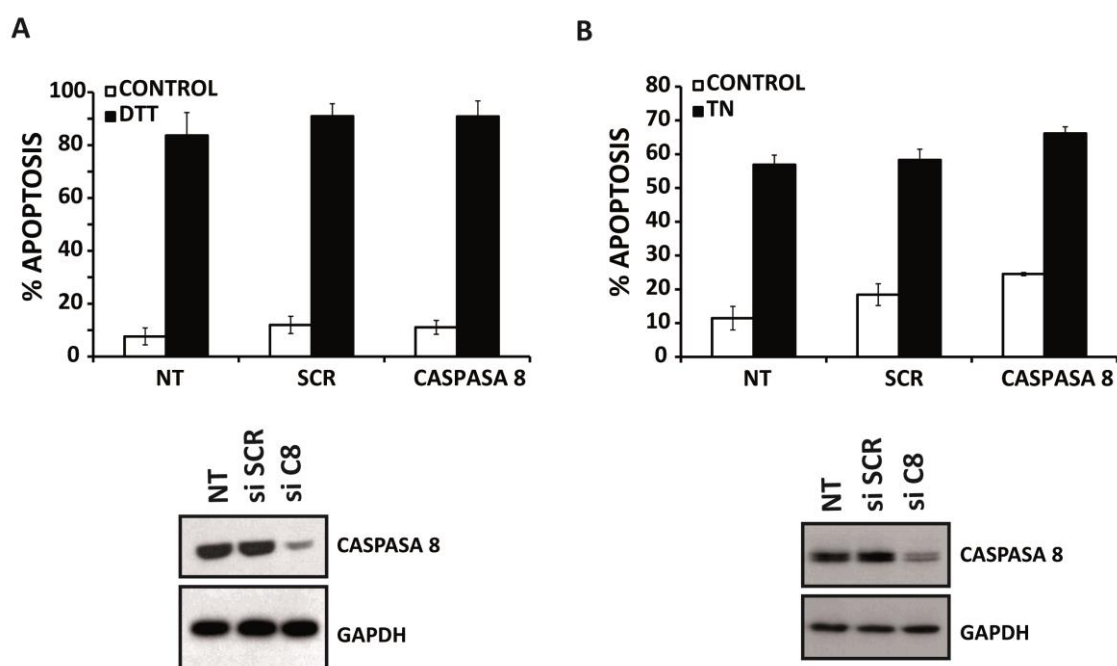 A
% APOPTOSIS
100
80
60
40
20
0
CONTROL
DTT
NT SCR CASPASA 8
NT
si SCR
si C8
CASPASA 8
GAPDH
B
% APOPTOSIS
80
70
60
50
40
30
20
10
0
CONTROL
TN
NT SCR CASPASA 8
NT
si SCR
si C8
CASPASA 8
GAPDH